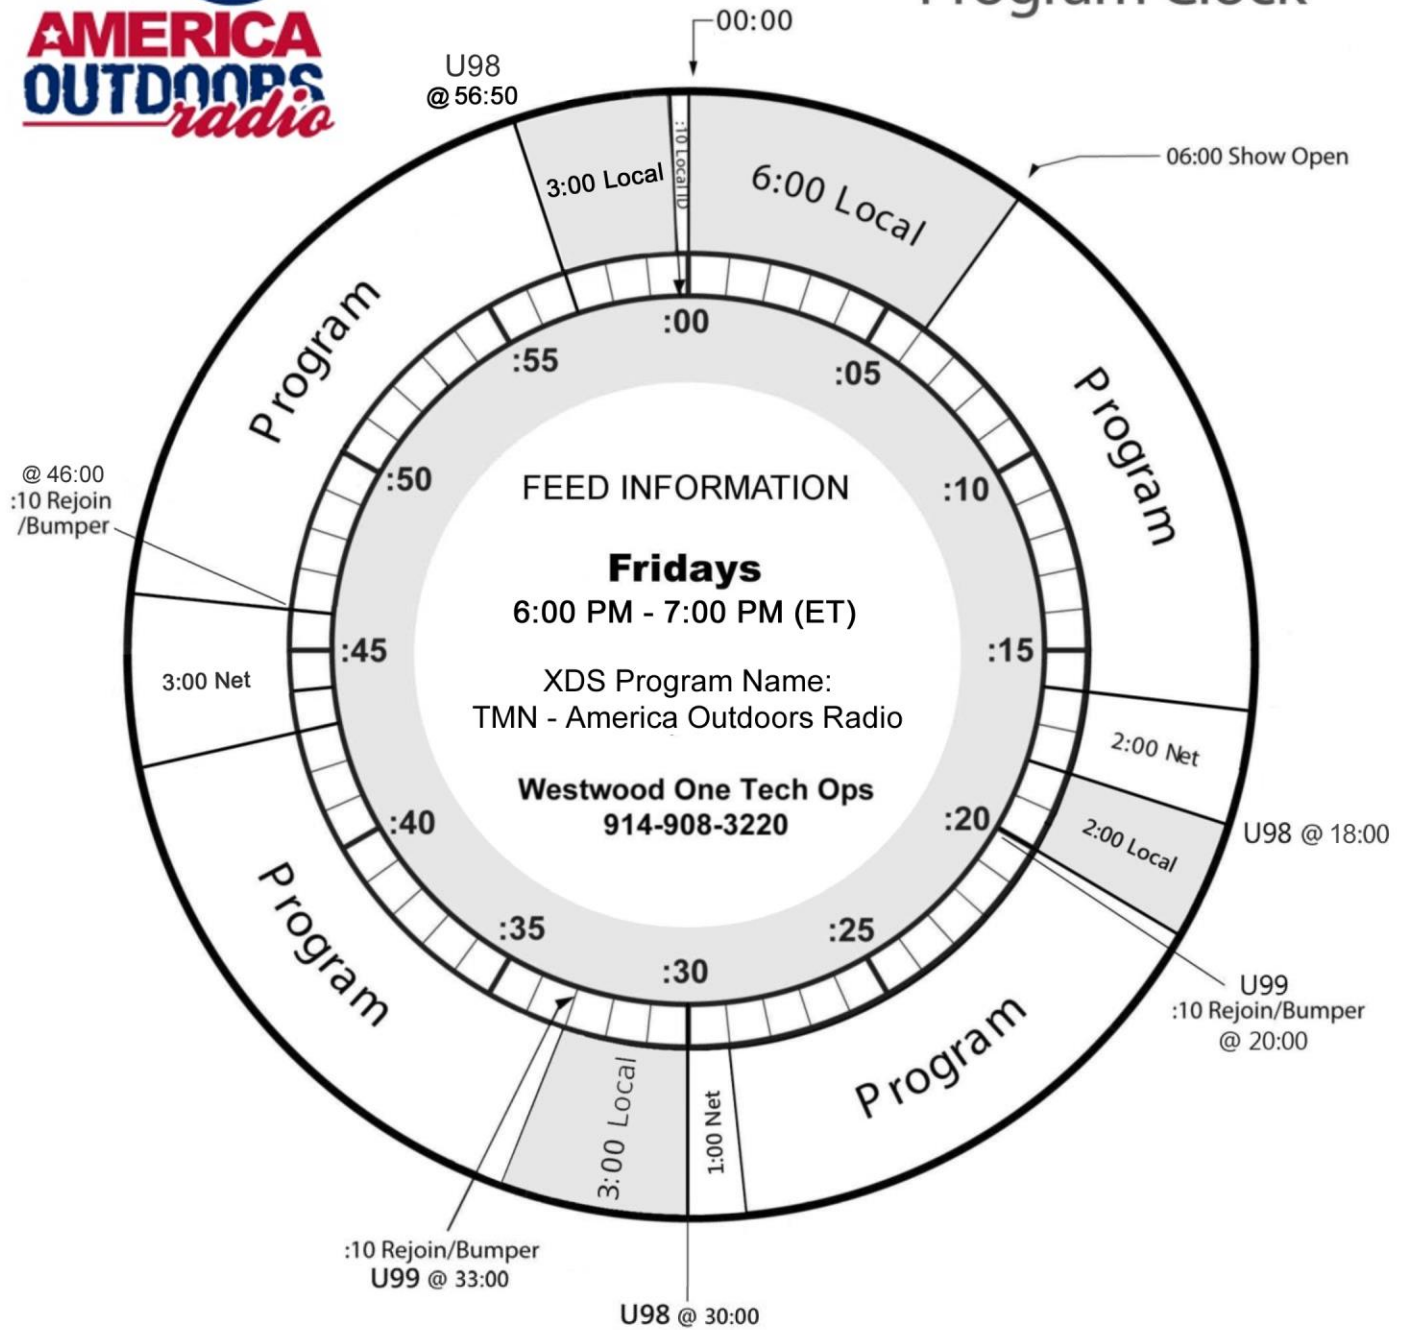 Program Clock
AMERICA
OUTDOORS
radio
00:00
U98
@ 56:50
06:00 Show Open
3:00 Local
:10 Local ID
6:00 Local
Program
Program
:00
:05
:10
:15
:20
:25
:30
:35
:40
:45
:50
:55
@ 46:00
:10 Rejoin
/Bumper
3:00 Net
FEED INFORMATION
Fridays
6:00 PM - 7:00 PM (ET)
XDS Program Name:
TMN - America Outdoors Radio
Westwood One Tech Ops
914-908-3220
2:00 Net
U98 @ 18:00
2:00 Local
U99
:10 Rejoin/Bumper
@ 20:00
Program
Program
1:00 Net
3:00 Local
:10 Rejoin/Bumper
U99 @ 33:00
U98 @ 30:00